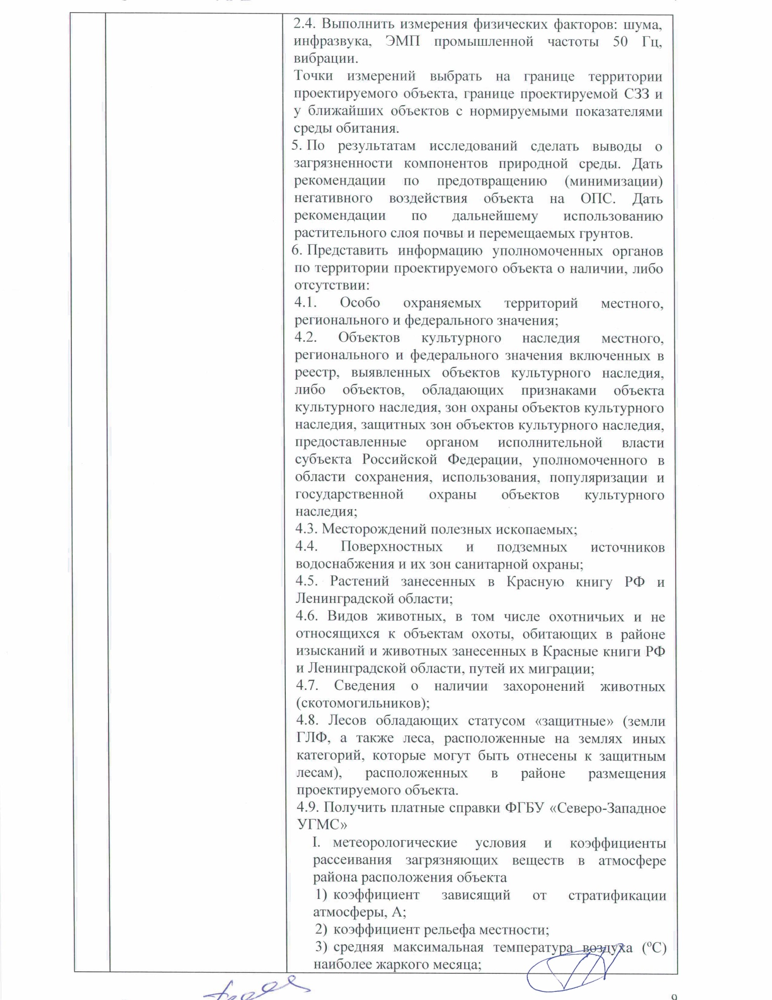 2.4. Выполнить измерения физических факторов: шума,
инфразвука, ЭМП промышленной частоты 50 Гц,
вибрации.
Точки измерений выбрать на границе территории
проектируемого объекта, границе проектируемой СЗЗ и
у ближайших объектов с нормируемыми показателями
среды обитания.
5. По результатам исследований сделать выводы о
загрязненности компонентов природной среды. Дать
рекомендации по предотвращению (минимизации)
негативного воздействия объекта на ОПС. Дать
рекомендации по дальнейшему использованию
растительного слоя почвы и перемещаемых грунтов.
6. Представить информацию уполномоченных органов
по территории проектируемого объекта о наличии, либо
отсутствии:
4.1. Особо охраняемых территорий местного,
регионального и федерального значения;
4.2. Объектов культурного наследия местного,
регионального и федерального значения включенных в
реестр, выявленных объектов культурного наследия,
либо объектов, обладающих признаками объекта
культурного наследия, зон охраны объектов культурного
наследия, защитных зон объектов культурного наследия,
предоставленные органом исполнительной власти
субъекта Российской Федерации, уполномоченного в
области сохранения, использования, популяризации и
государственной охраны объектов культурного
наследия;
4.3. Месторождений полезных ископаемых;
4.4. Поверхностных и подземных источников
водоснабжения и их зон санитарной охраны;
4.5. Растений занесенных в Красную книгу РФ и
Ленинградской области;
4.6. Видов животных, в том числе охотничьих и не
относящихся к объектам охоты, обитающих в районе
изысканий и животных занесенных в Красные книги РФ
и Ленинградской области, путей их миграции;
4.7. Сведения о наличии захоронений животных
(скотомогильников);
4.8. Лесов обладающих статусом «защитные» (земли
ГЛФ, а также леса, расположенные на землях иных
категорий, которые могут быть отнесены к защитным
лесам), расположенных в районе размещения
проектируемого объекта.
4.9. Получить платные справки ФГБУ «Северо-Западное
УГМС»
I. метеорологические условия и коэффициенты
рассеивания загрязняющих веществ в атмосфере
района расположения объекта
1) коэффициент зависящий от стратификации
атмосферы, А;
2) коэффициент рельефа местности;
3) средняя максимальная температура воздуха (ºС)
наиболее жаркого месяца;
9